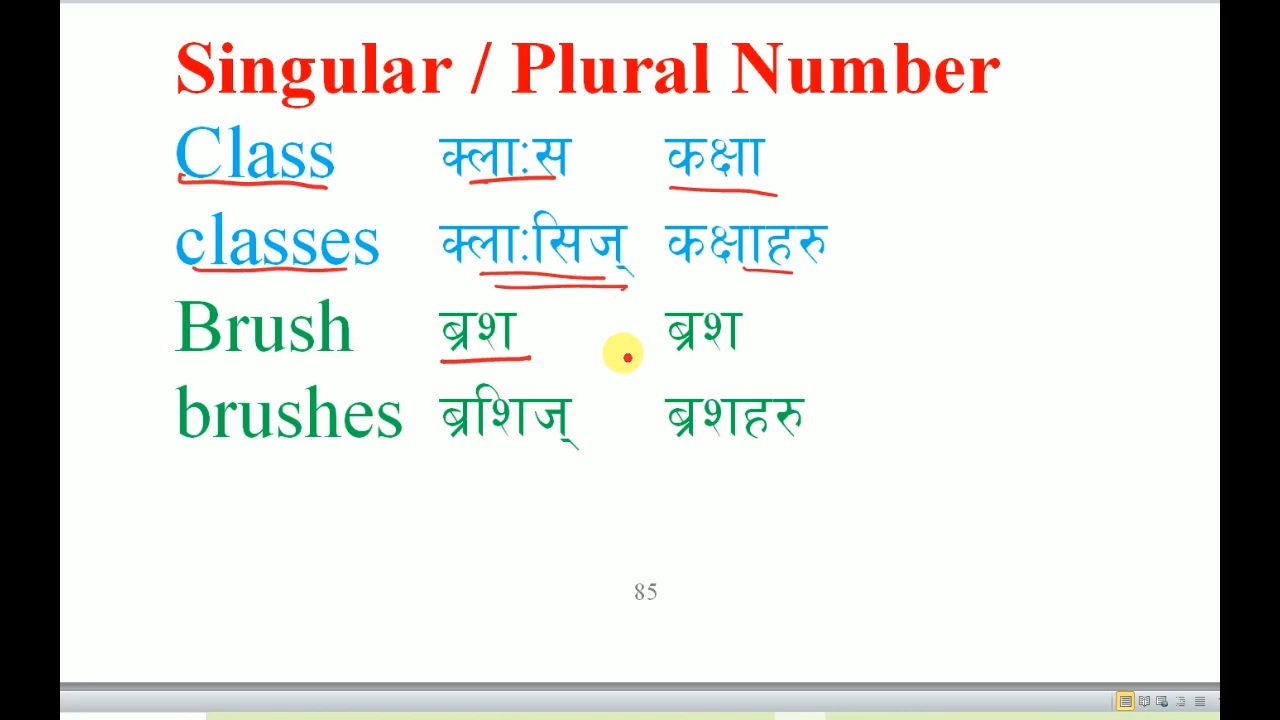 Singular / Plural Number
Class क्लाःस कक्षा
classes क्लाःसिज् कक्षाहरु
Brush ब्रश ब्रश
brushes ब्रशिज् ब्रशहरु
85